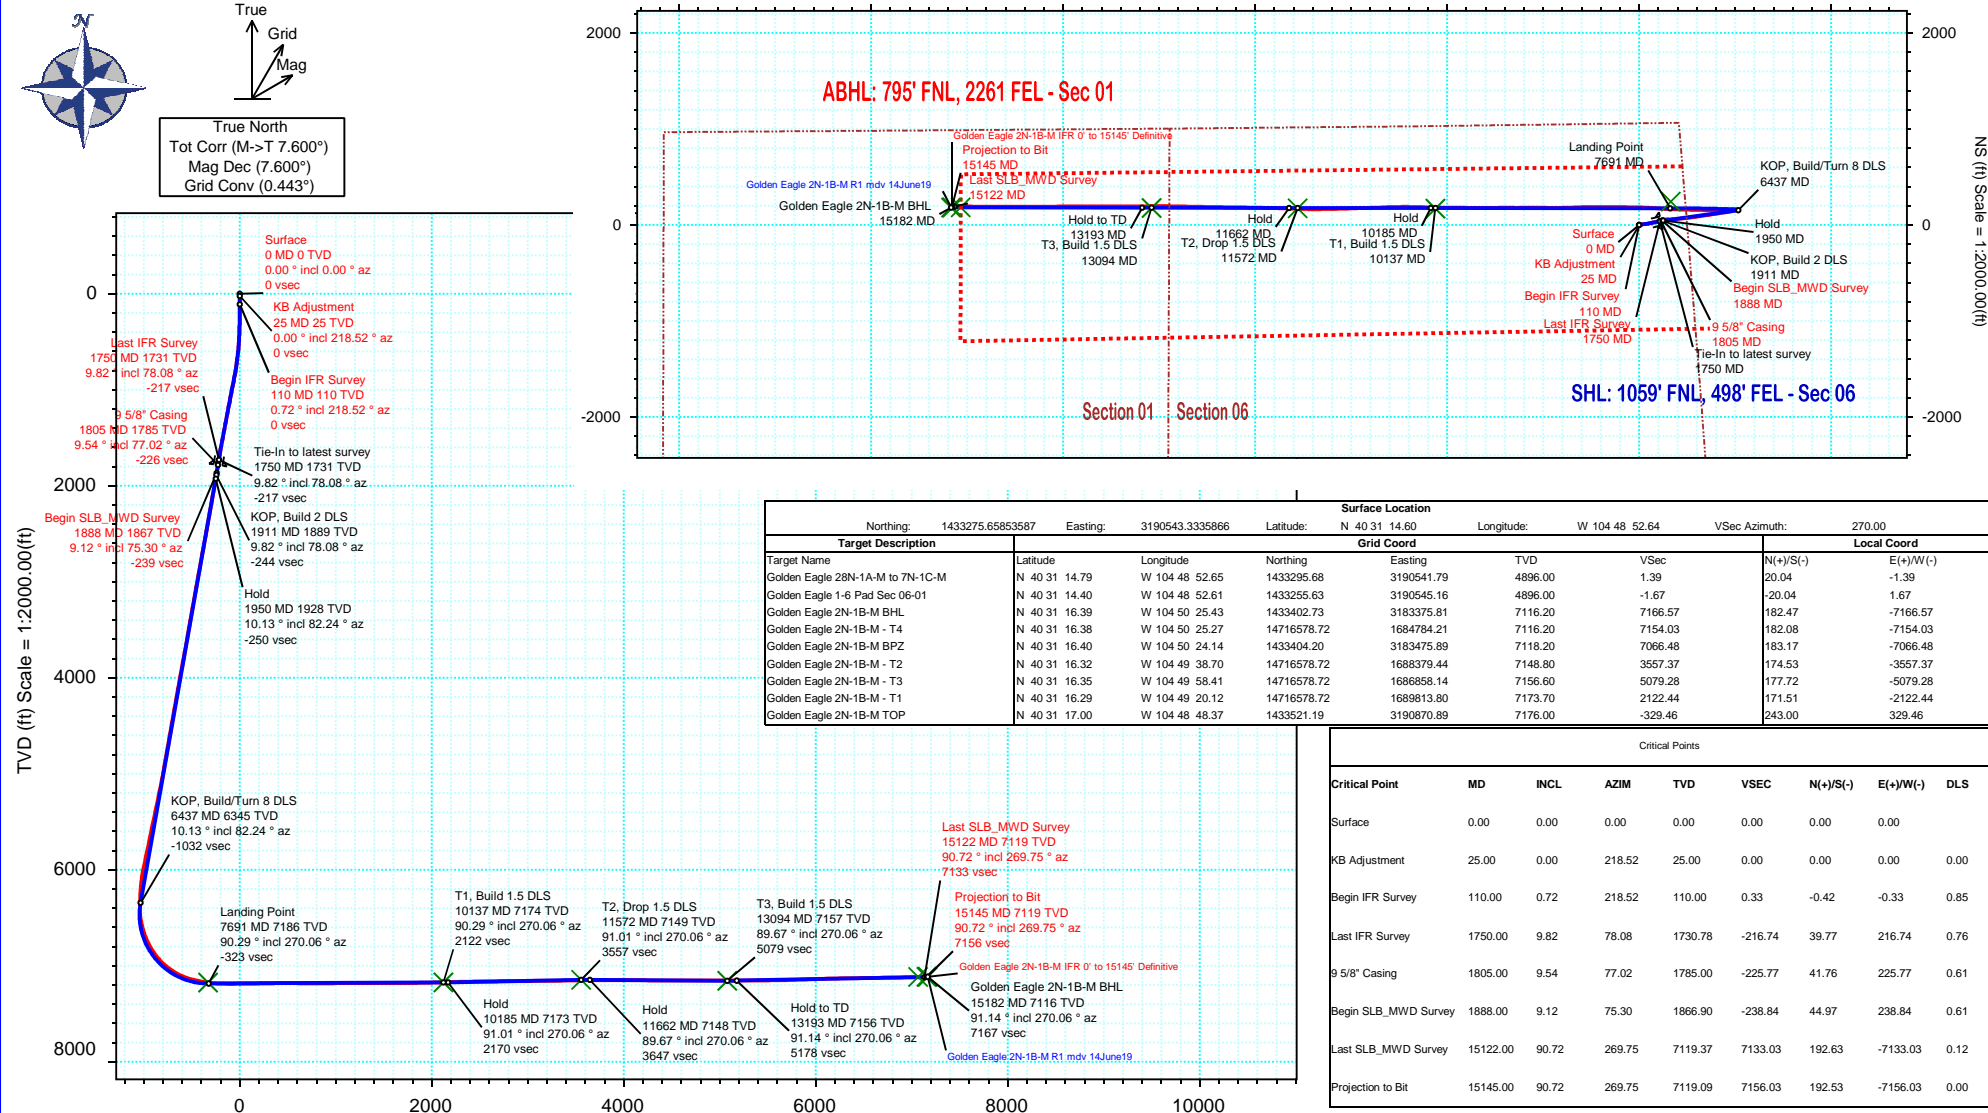 N
True
Grid
Mag
True North
Tot Corr (M->T 7.600°)
Mag Dec (7.600°)
Grid Conv (0.443°)
2000
0
-2000
2000
0
-2000
NS (ft) Scale = 1:2000.00(ft)
ABHL: 795' FNL, 2261 FEL - Sec 01
Golden Eagle 2N-1B-M IFR 0' to 15145' Definitive
Projection to Bit
15145 MD
Last SLB_MWD Survey
15122 MD
Golden Eagle 2N-1B-M R1 mdv 14June19
Golden Eagle 2N-1B-M BHL
15182 MD
Hold to TD
13193 MD
T3, Build 1.5 DLS
13094 MD
Hold
11662 MD
T2, Drop 1.5 DLS
11572 MD
Hold
10185 MD
T1, Build 1.5 DLS
10137 MD
Landing Point
7691 MD
KOP, Build/Turn 8 DLS
6437 MD
Hold
1950 MD
KOP, Build 2 DLS
1911 MD
Begin SLB_MWD Survey
1888 MD
9 5/8" Casing
1805 MD
Tie-In to latest survey
1750 MD
Surface
0 MD
KB Adjustment
25 MD
Begin IFR Survey
110 MD
Last IFR Survey
1750 MD
Section 01
Section 06
SHL: 1059' FNL, 498' FEL - Sec 06
TVD (ft) Scale = 1:2000.00(ft)
0
2000
4000
6000
8000
0
2000
4000
6000
8000
10000
Surface
0 MD 0 TVD
0.00 ° incl 0.00 ° az
0 vsec
KB Adjustment
25 MD 25 TVD
0.00 ° incl 218.52 ° az
0 vsec
Begin IFR Survey
110 MD 110 TVD
0.72 ° incl 218.52 ° az
0 vsec
Last IFR Survey
1750 MD 1731 TVD
9.82 ° incl 78.08 ° az
-217 vsec
9 5/8" Casing
1805 MD 1785 TVD
9.54 ° incl 77.02 ° az
-226 vsec
Tie-In to latest survey
1750 MD 1731 TVD
9.82 ° incl 78.08 ° az
-217 vsec
Begin SLB_MWD Survey
1888 MD 1867 TVD
9.12 ° incl 75.30 ° az
-239 vsec
KOP, Build 2 DLS
1911 MD 1889 TVD
9.82 ° incl 78.08 ° az
-244 vsec
Hold
1950 MD 1928 TVD
10.13 ° incl 82.24 ° az
-250 vsec
KOP, Build/Turn 8 DLS
6437 MD 6345 TVD
10.13 ° incl 82.24 ° az
-1032 vsec
Landing Point
7691 MD 7186 TVD
90.29 ° incl 270.06 ° az
-323 vsec
T1, Build 1.5 DLS
10137 MD 7174 TVD
90.29 ° incl 270.06 ° az
2122 vsec
Hold
10185 MD 7173 TVD
91.01 ° incl 270.06 ° az
2170 vsec
T2, Drop 1.5 DLS
11572 MD 7149 TVD
91.01 ° incl 270.06 ° az
3557 vsec
Hold
11662 MD 7148 TVD
89.67 ° incl 270.06 ° az
3647 vsec
T3, Build 1.5 DLS
13094 MD 7157 TVD
89.67 ° incl 270.06 ° az
5079 vsec
Hold to TD
13193 MD 7156 TVD
91.14 ° incl 270.06 ° az
5178 vsec
Last SLB_MWD Survey
15122 MD 7119 TVD
90.72 ° incl 269.75 ° az
7133 vsec
Projection to Bit
15145 MD 7119 TVD
90.72 ° incl 269.75 ° az
7156 vsec
Golden Eagle 2N-1B-M IFR 0' to 15145' Definitive
Golden Eagle 2N-1B-M BHL
15182 MD 7116 TVD
91.14 ° incl 270.06 ° az
7167 vsec
Golden Eagle 2N-1B-M R1 mdv 14June19
Surface Location
Northing: 1433275.65853587 Easting: 3190543.3335866 Latitude: N 40 31 14.60 Longitude: W 104 48 52.64 VSec Azimuth: 270.00
Target Description Grid Coord Local Coord
Target Name Latitude Longitude Northing Easting TVD VSec N(+)/S(-) E(+)/W(-)
Golden Eagle 28N-1A-M to 7N-1C-M N 40 31 14.79 W 104 48 52.65 1433295.68 3190541.79 4896.00 1.39 20.04 -1.39
Golden Eagle 1-6 Pad Sec 06-01 N 40 31 14.40 W 104 48 52.61 1433255.63 3190545.16 4896.00 -1.67 -20.04 1.67
Golden Eagle 2N-1B-M BHL N 40 31 16.39 W 104 50 25.43 1433402.73 3183375.81 7116.20 7166.57 182.47 -7166.57
Golden Eagle 2N-1B-M - T4 N 40 31 16.38 W 104 50 25.27 14716578.72 1684784.21 7116.20 7154.03 182.08 -7154.03
Golden Eagle 2N-1B-M BPZ N 40 31 16.40 W 104 50 24.14 1433404.20 3183475.89 7118.20 7066.48 183.17 -7066.48
Golden Eagle 2N-1B-M - T2 N 40 31 16.32 W 104 49 38.70 14716578.72 1688379.44 7148.80 3557.37 174.53 -3557.37
Golden Eagle 2N-1B-M - T3 N 40 31 16.35 W 104 49 58.41 14716578.72 1686858.14 7156.60 5079.28 177.72 -5079.28
Golden Eagle 2N-1B-M - T1 N 40 31 16.29 W 104 49 20.12 14716578.72 1689813.80 7173.70 2122.44 171.51 -2122.44
Golden Eagle 2N-1B-M TOP N 40 31 17.00 W 104 48 48.37 1433521.19 3190870.89 7176.00 -329.46 243.00 329.46
Critical Points
Critical Point MD INCL AZIM TVD VSEC N(+)/S(-) E(+)/W(-) DLS
Surface 0.00 0.00 0.00 0.00 0.00 0.00 0.00
KB Adjustment 25.00 0.00 218.52 25.00 0.00 0.00 0.00 0.00
Begin IFR Survey 110.00 0.72 218.52 110.00 0.33 -0.42 -0.33 0.85
Last IFR Survey 1750.00 9.82 78.08 1730.78 -216.74 39.77 216.74 0.76
9 5/8" Casing 1805.00 9.54 77.02 1785.00 -225.77 41.76 225.77 0.61
Begin SLB_MWD Survey 1888.00 9.12 75.30 1866.90 -238.84 44.97 238.84 0.61
Last SLB_MWD Survey 15122.00 90.72 269.75 7119.37 7133.03 192.63 -7133.03 0.12
Projection to Bit 15145.00 90.72 269.75 7119.09 7156.03 192.53 -7156.03 0.00